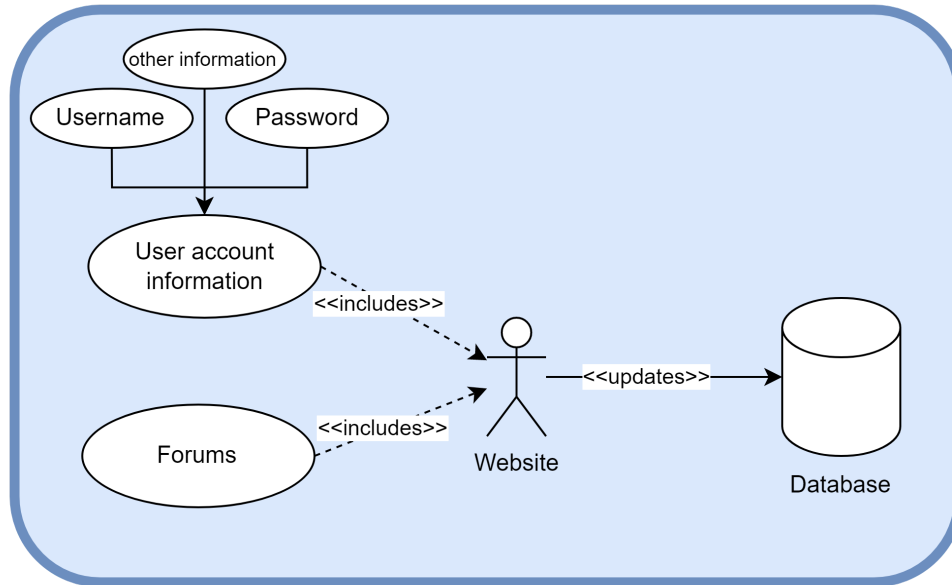 other information
Username
Password
User account
information
<<includes>>
<<updates>>
<<includes>>
Forums
Website
Database